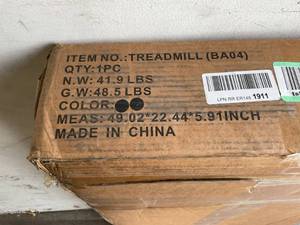 ITEM NO.:TREADMILL(BA04)
QTY:1PC
N.W:41.9 LBS
G.W:48.5 LBS
COLOR:
MEAS:49.02*22.44*5.91INCH
MADE IN CHINA
1911